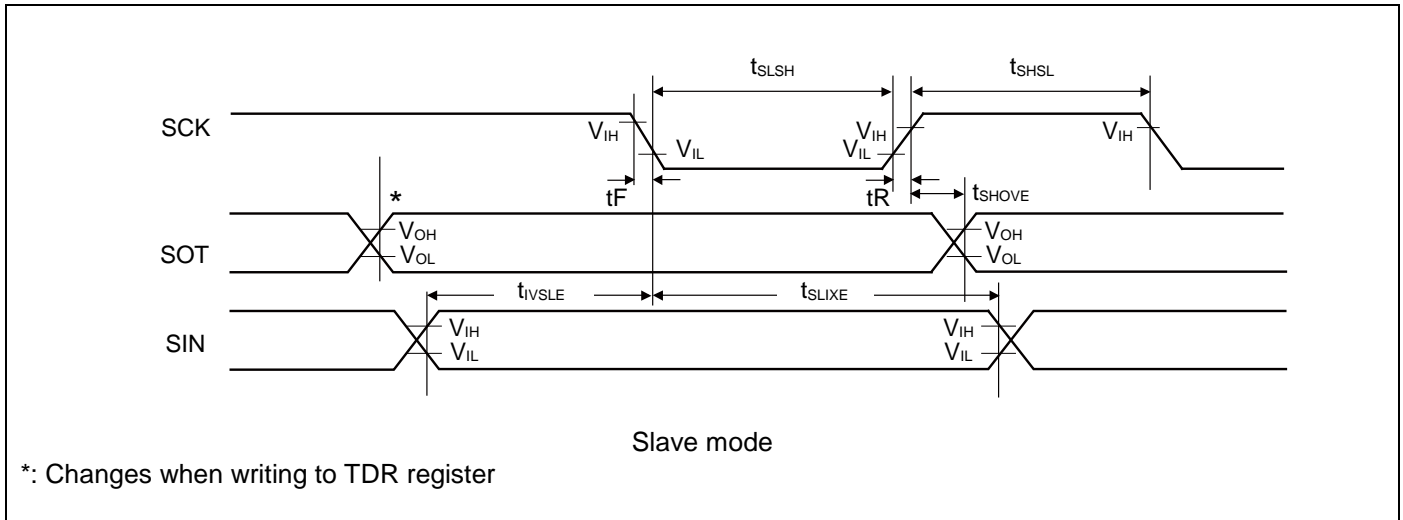 tSLSH tSHSL
SCK VIH VIL VIL VIH VIH
tF tR tSHOVE
*
SOT VOH VOL VOH VOL
tIVSLE tSLIXE
SIN VIH VIL VIH VIL
Slave mode
*: Changes when writing to TDR register